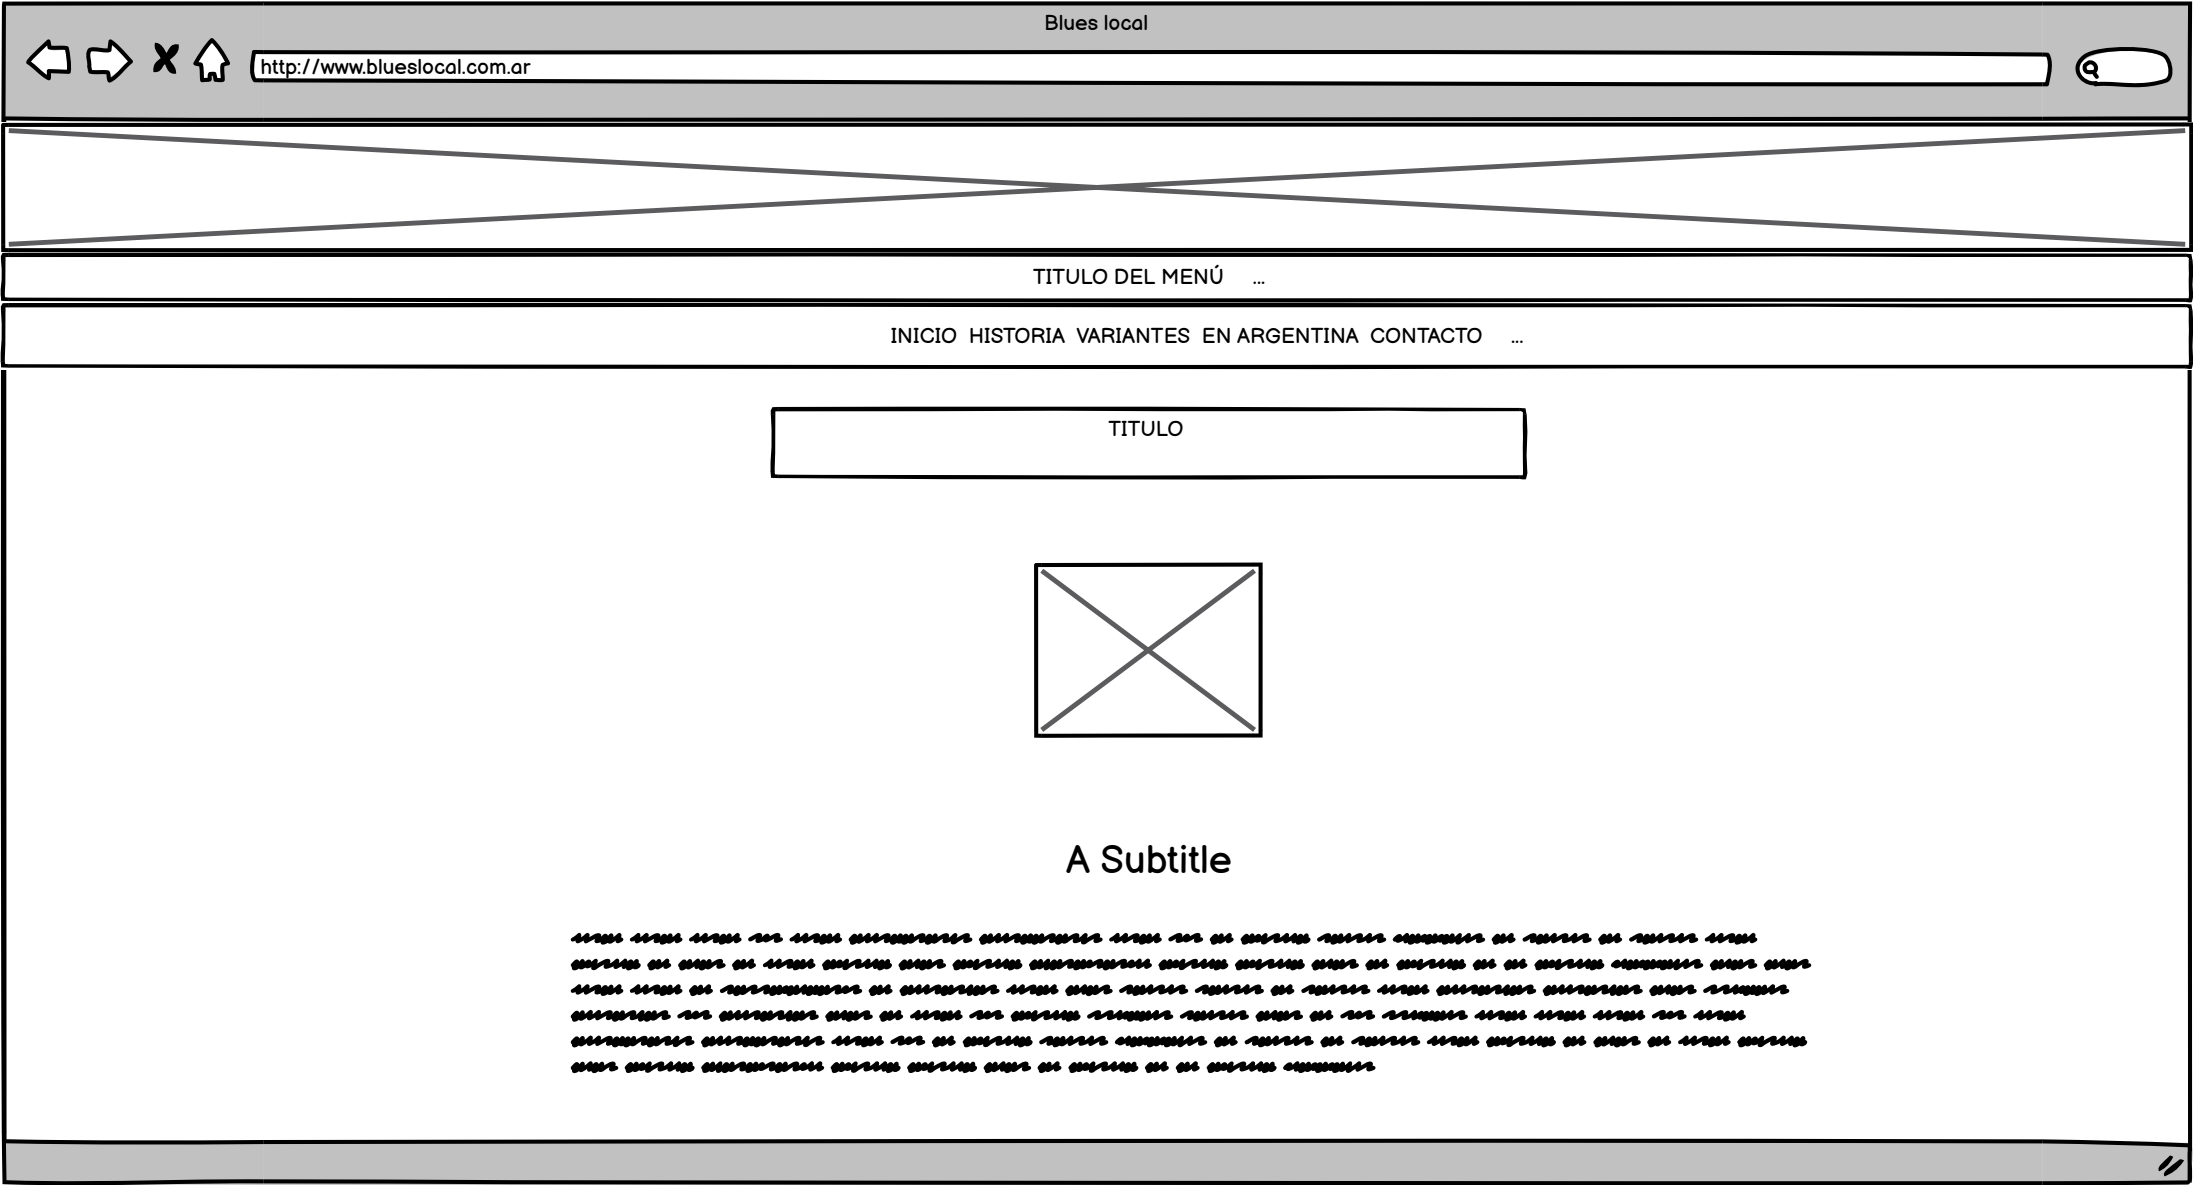 Blues local
http://www.blueslocal.com.ar
TITULO DEL MENÚ ...
INICIO HISTORIA VARIANTES EN ARGENTINA CONTACTO ...
TITULO
A Subtitle